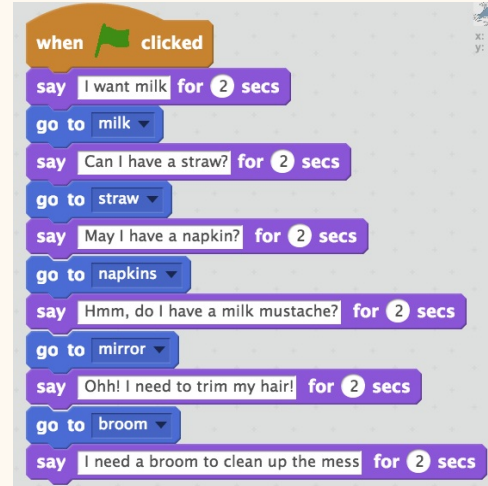 when clicked
say I want milk for 2 secs
go to milk
say Can I have a straw? for 2 secs
go to straw
say May I have a napkin? for 2 secs
go to napkins
say Hmm, do I have a milk mustache? for 2 secs
go to mirror
say Ohh! I need to trim my hair! for 2 secs
go to broom
say I need a broom to clean up the mess for 2 secs
x:
y: